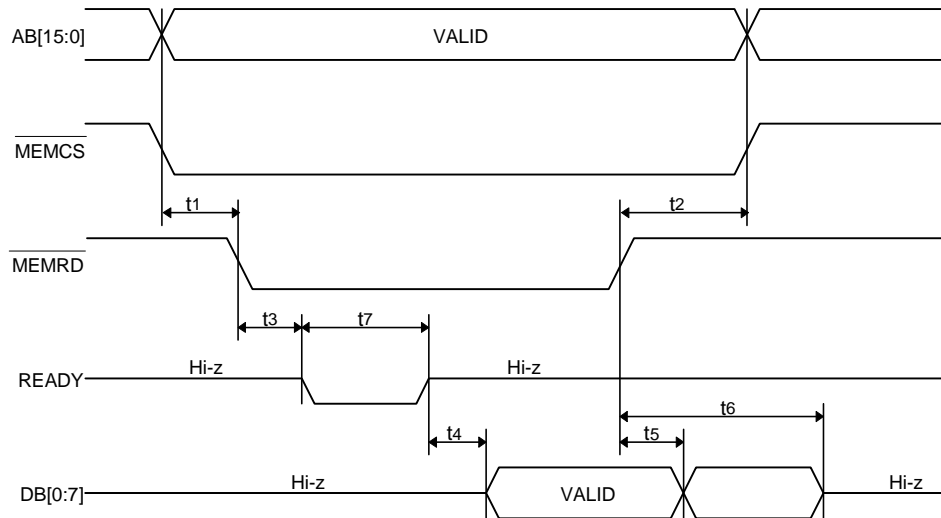 AB[15:0]
VALID
MEMCS
t1
t2
MEMRD
t3
t7
READY
Hi-z
Hi-z
t6
t4
t5
DB[0:7]
Hi-z
VALID
Hi-z